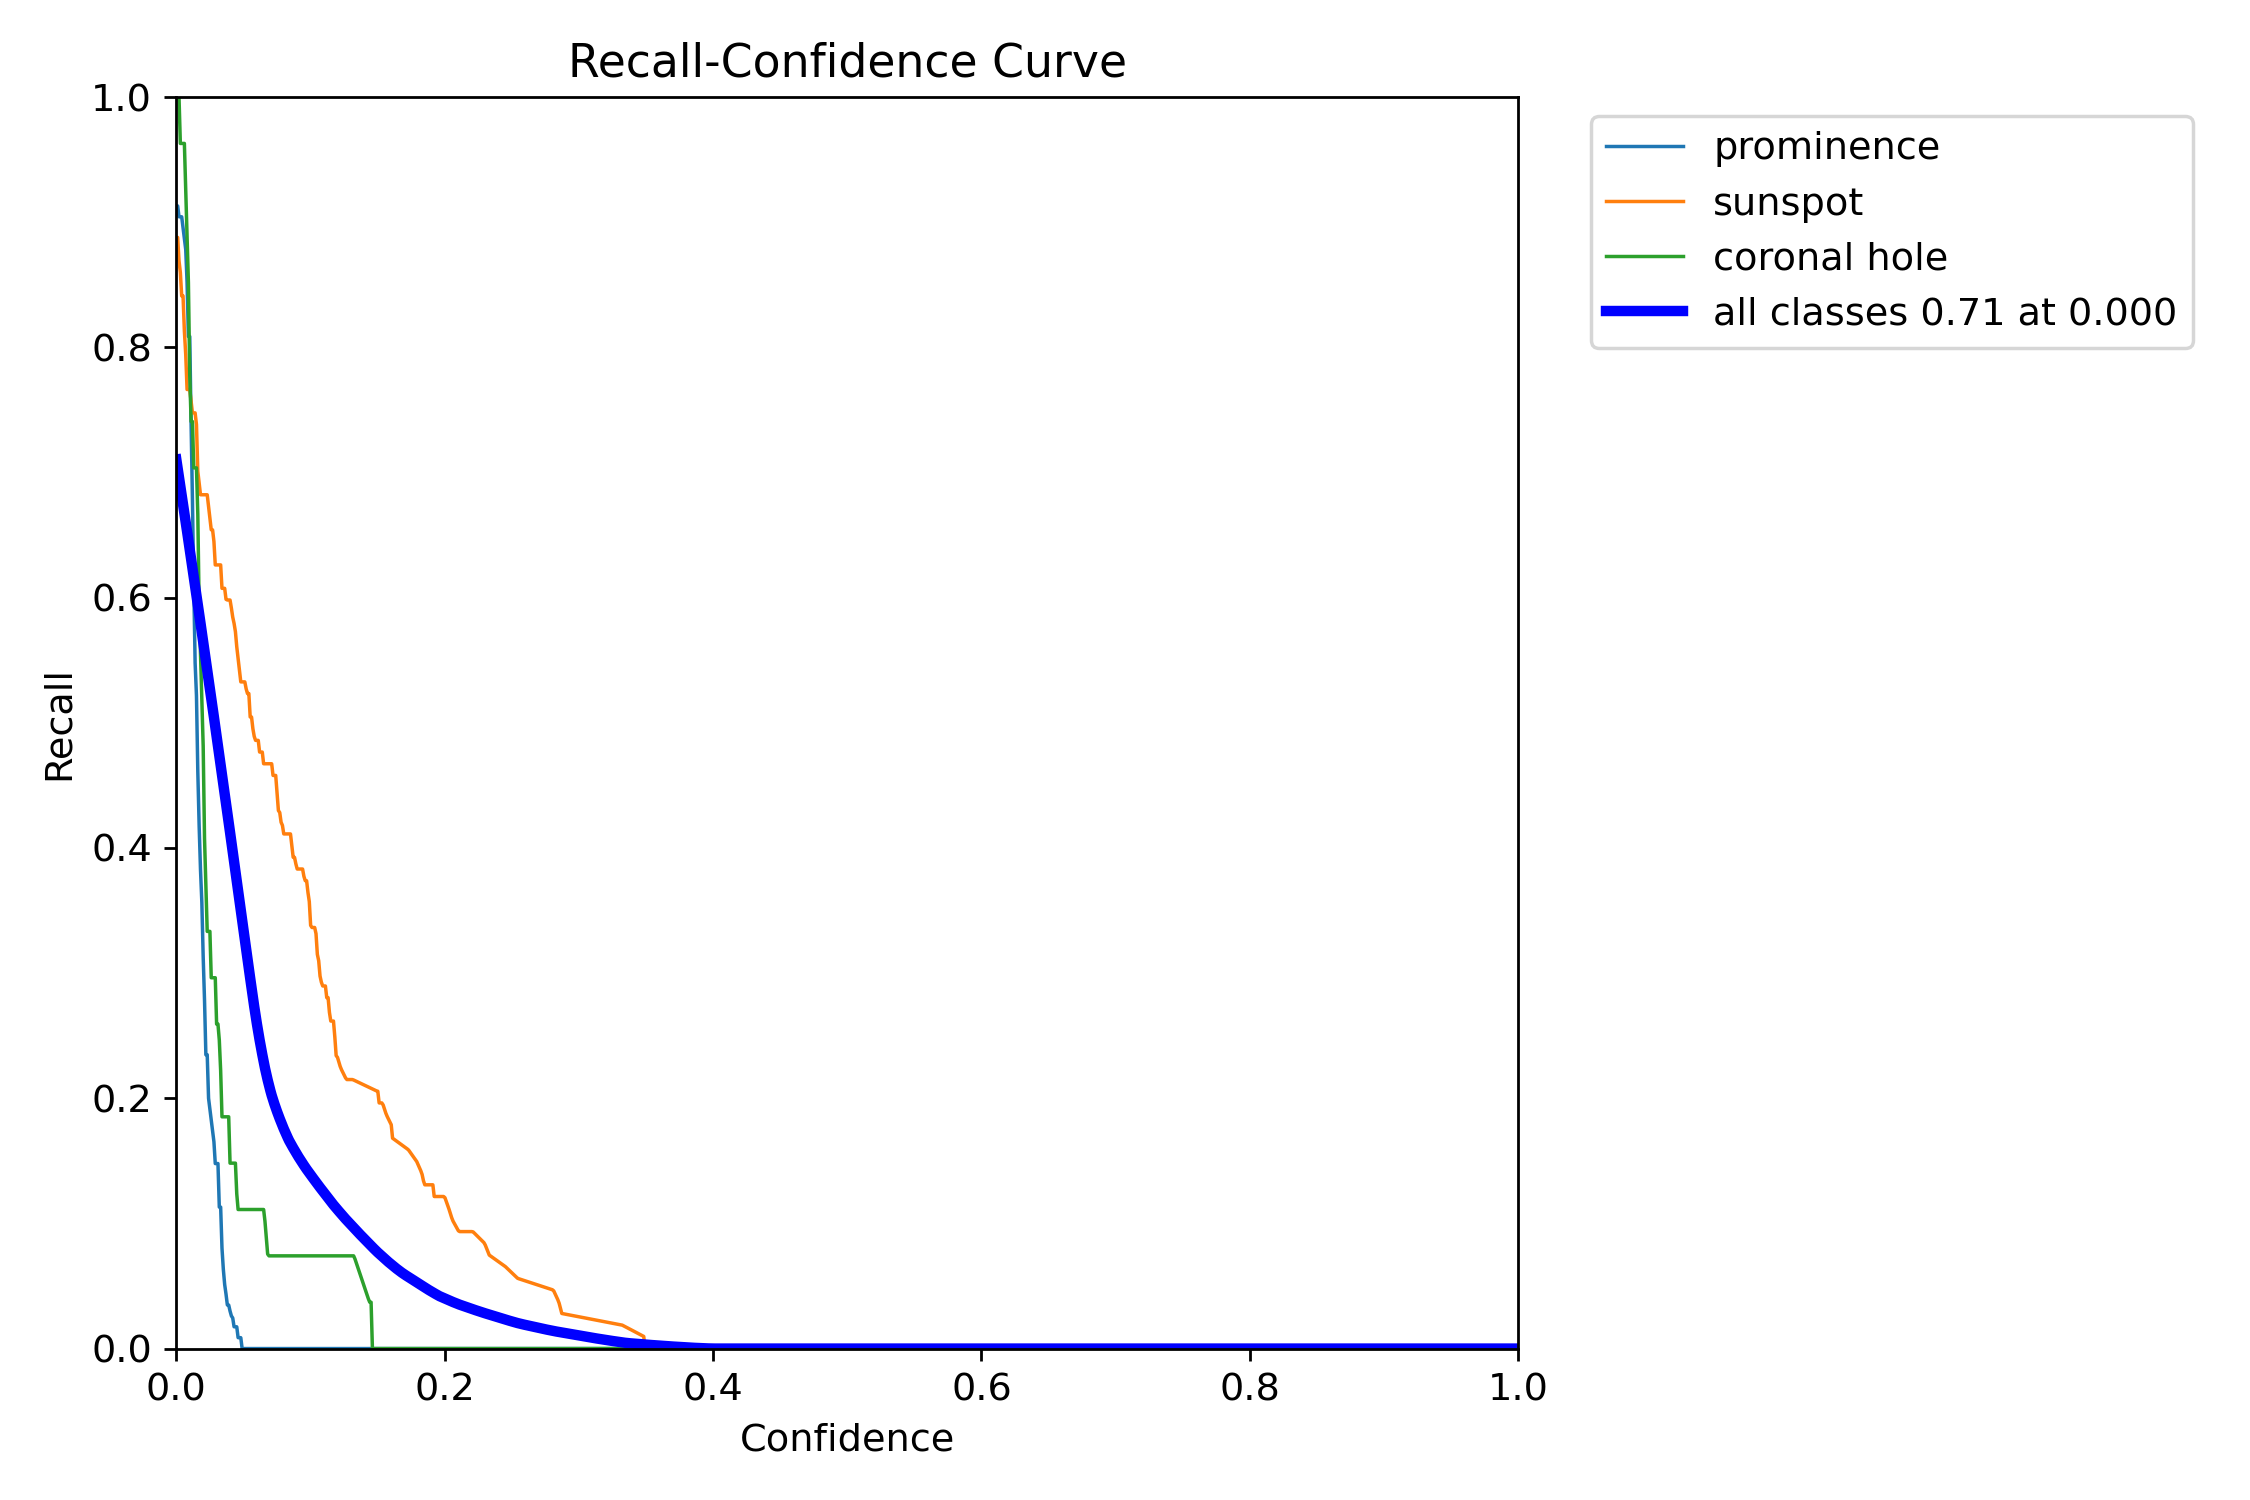 Recall-Confidence Curve
1.0
0.8
0.6
0.4
0.2
0.0
Recall
0.0 0.2 0.4 0.6 0.8 1.0
Confidence
prominence
sunspot
coronal hole
all classes 0.71 at 0.000